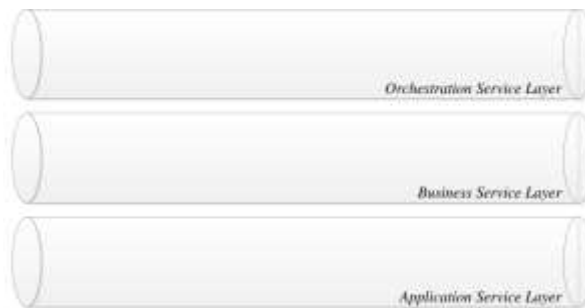 Orchestration Service Layer
Business Service Layer
Application Service Layer